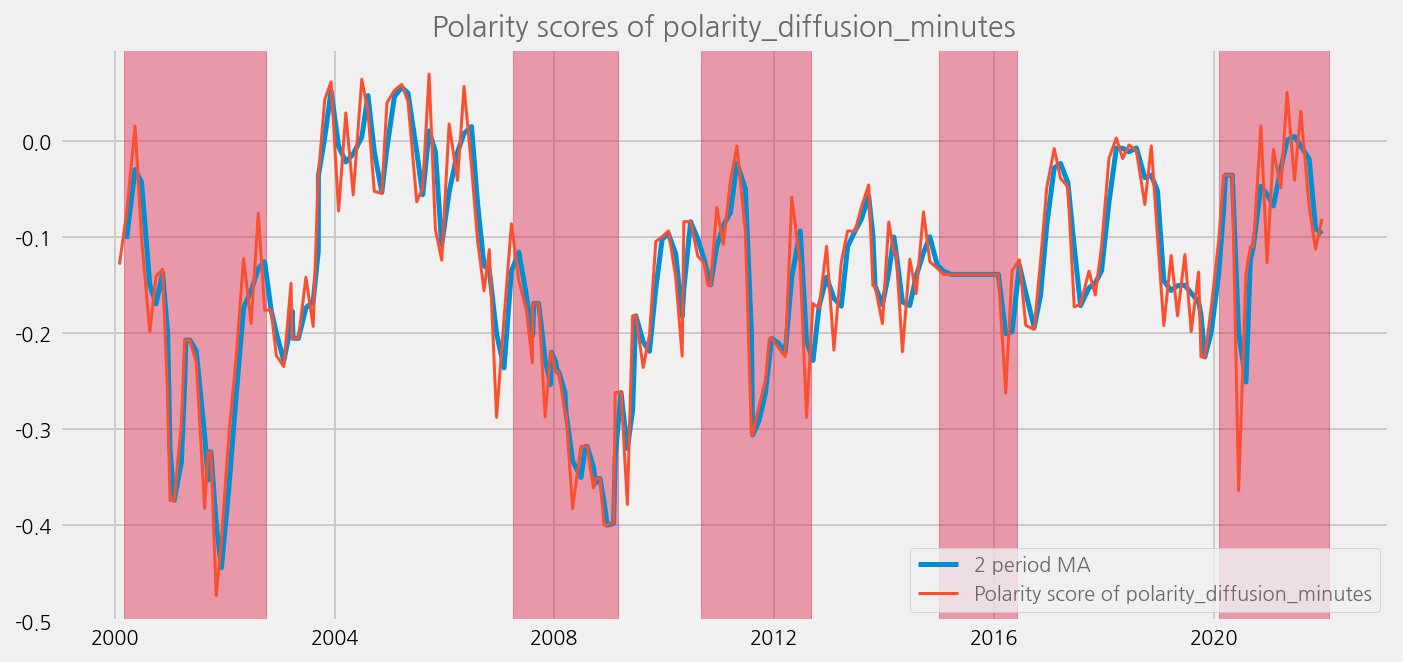 Polarity scores of polarity_diffusion_minutes
0.0
-0.1
-0.2
-0.3
-0.4
-0.5
2000 2004 2008 2012 2016 2020
2 period MA
Polarity score of polarity_diffusion_minutes